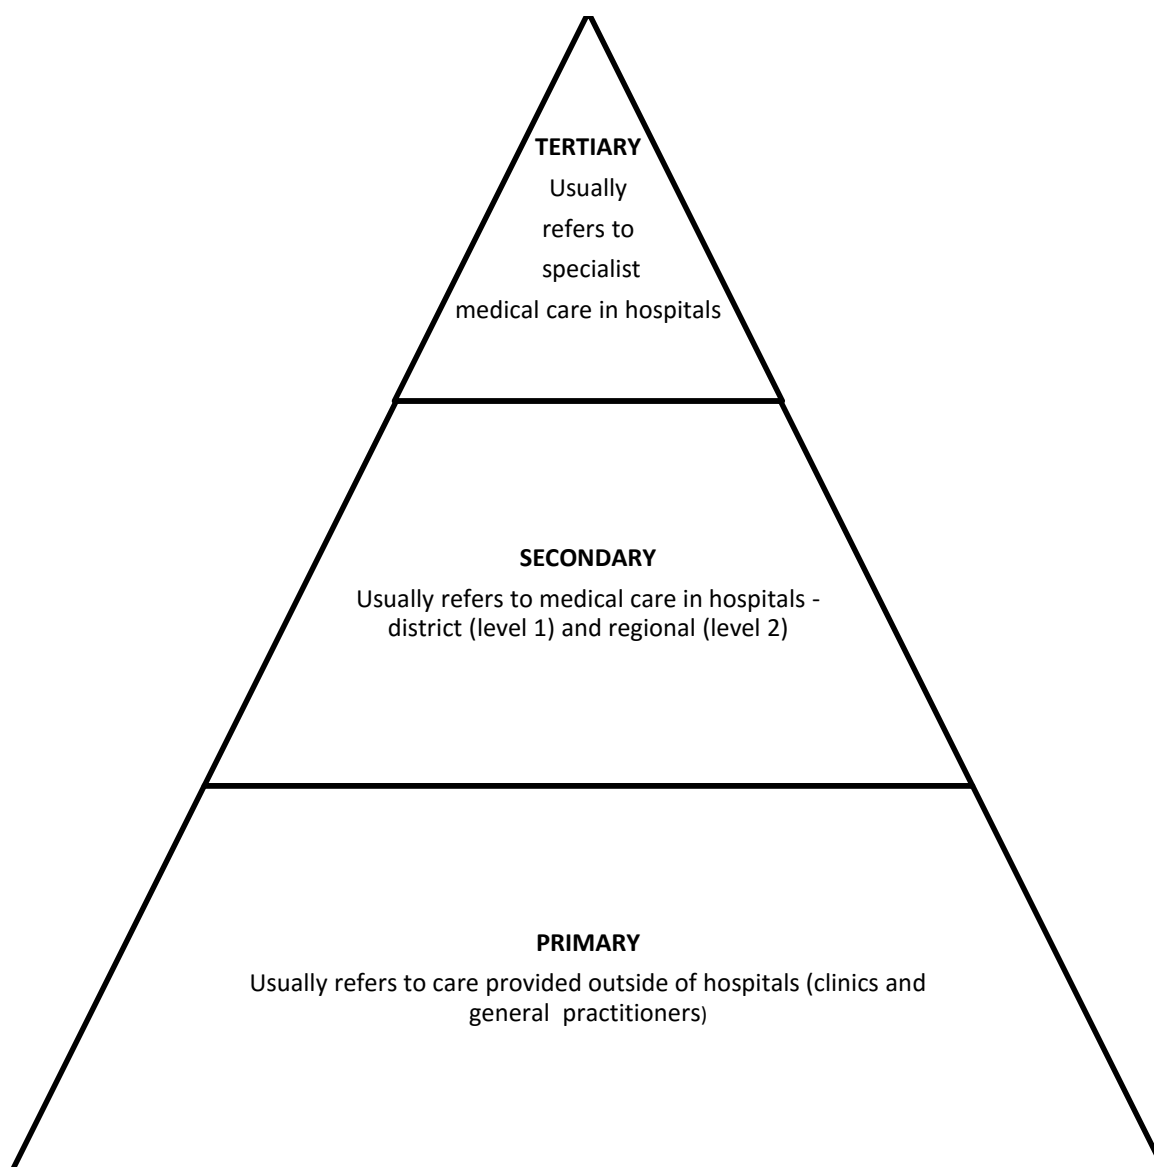 TERTIARY
Usually
refers to
specialist
medical care in hospitals
SECONDARY
Usually refers to medical care in hospitals -
district (level 1) and regional (level 2)
PRIMARY
Usually refers to care provided outside of hospitals (clinics and
general  practitioners)